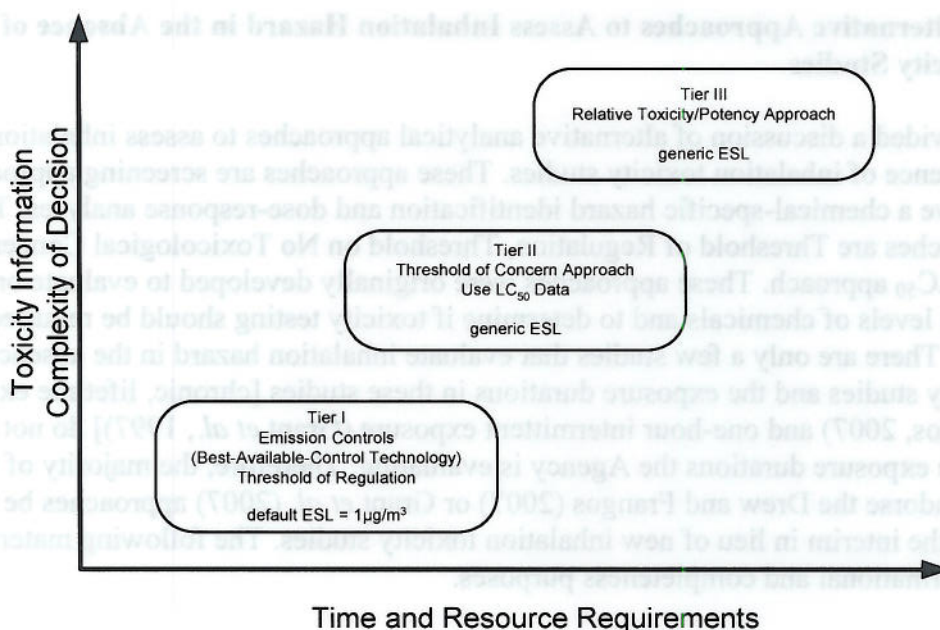 Toxicity Information
Complexity of Decision
Tier III
Relative Toxicity/Potency Approach
generic ESL
Tier II
Threshold of Concern Approach
Use LC₅₀ Data
generic ESL
Tier I
Emission Controls
(Best-Available-Control Technology)
Threshold of Regulation
default ESL = 1µg/m³
Time and Resource Requirements